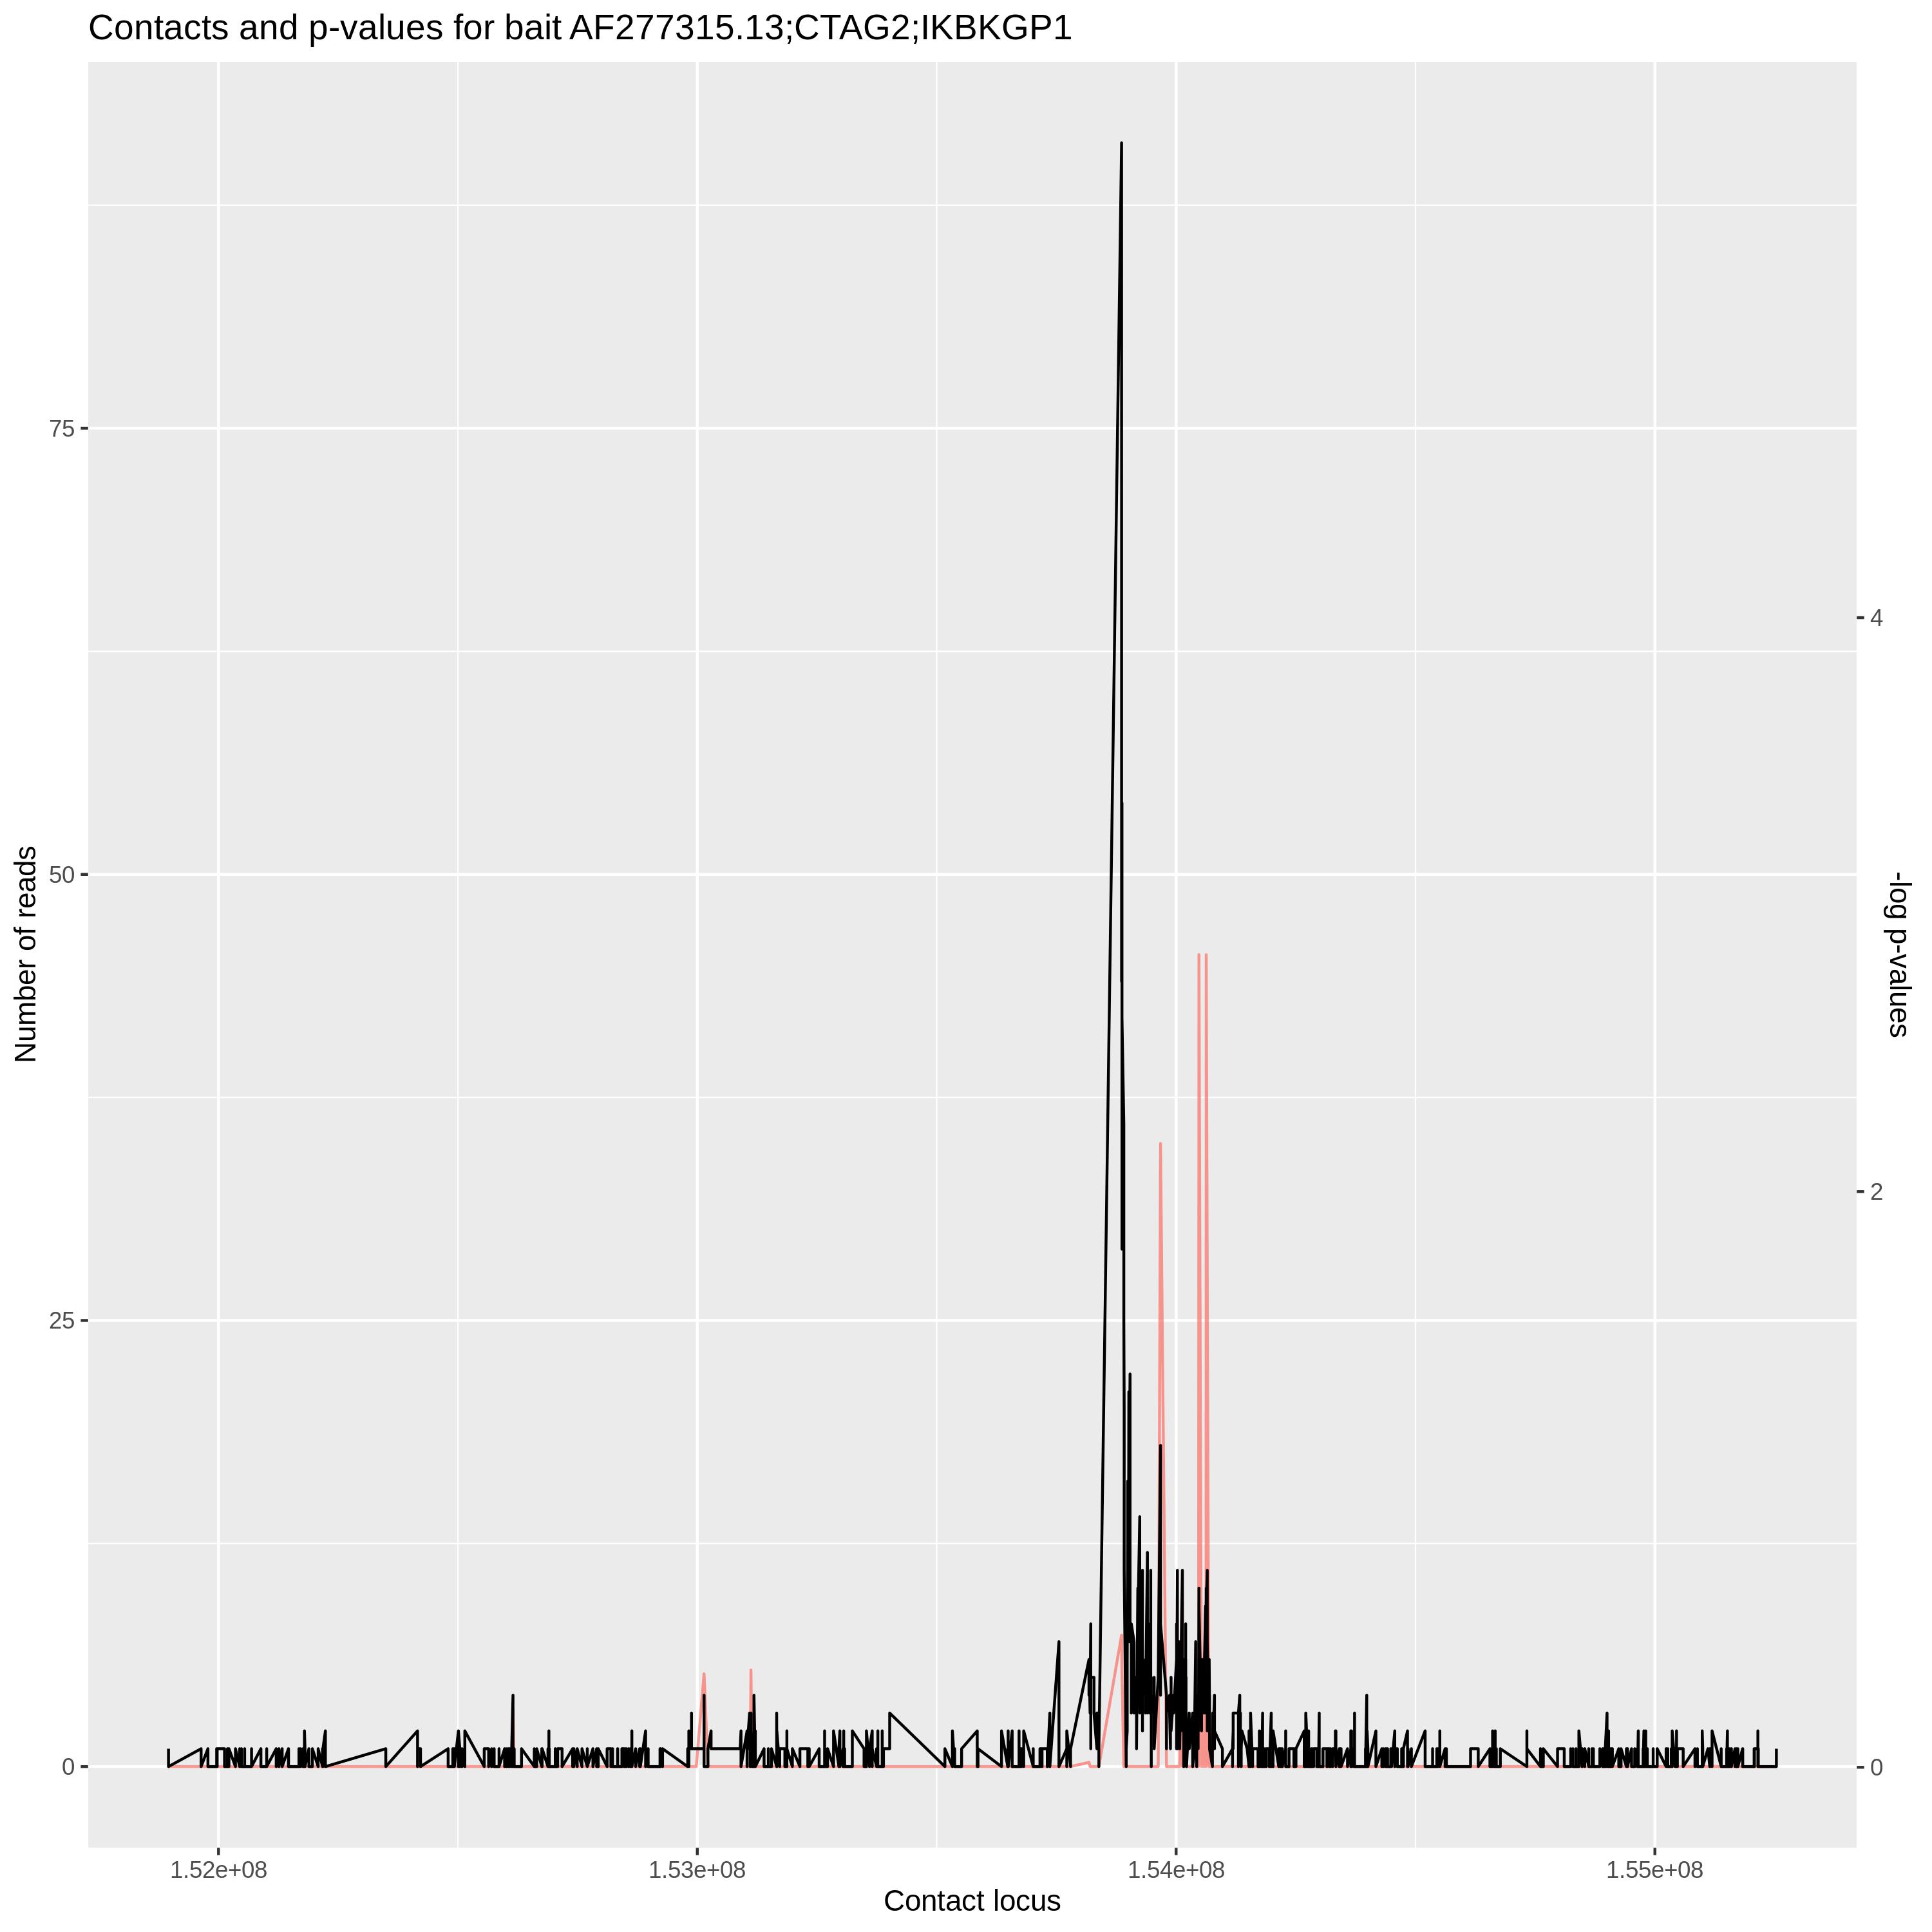 Contacts and p-values for bait AF277315.13;CTAG2;IKBKGP1
Number of reads
75
50
25
0
4
2
0
-log p-values
1.52e+08
1.53e+08
1.54e+08
1.55e+08
Contact locus